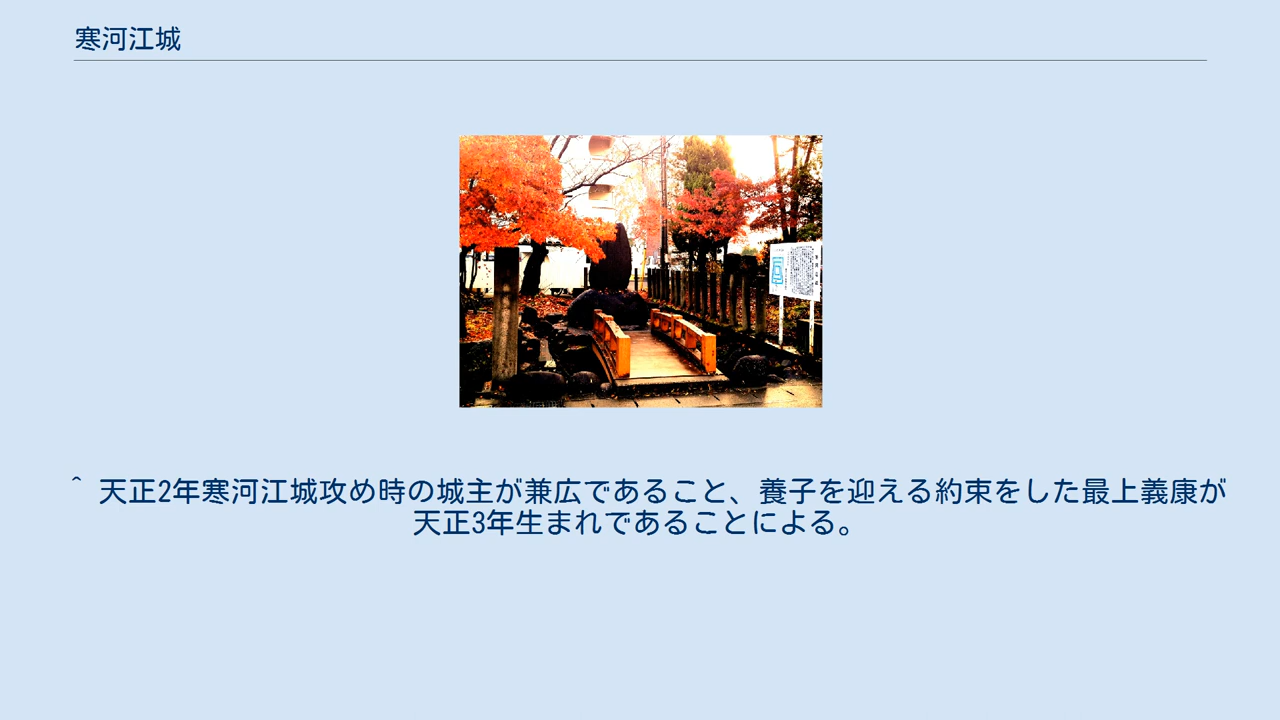 寒河江城
^ 天正2年寒河江城攻め時の城主が兼広であること、養子を迎える約束をした最上義康が
天正3年生まれであることによる。